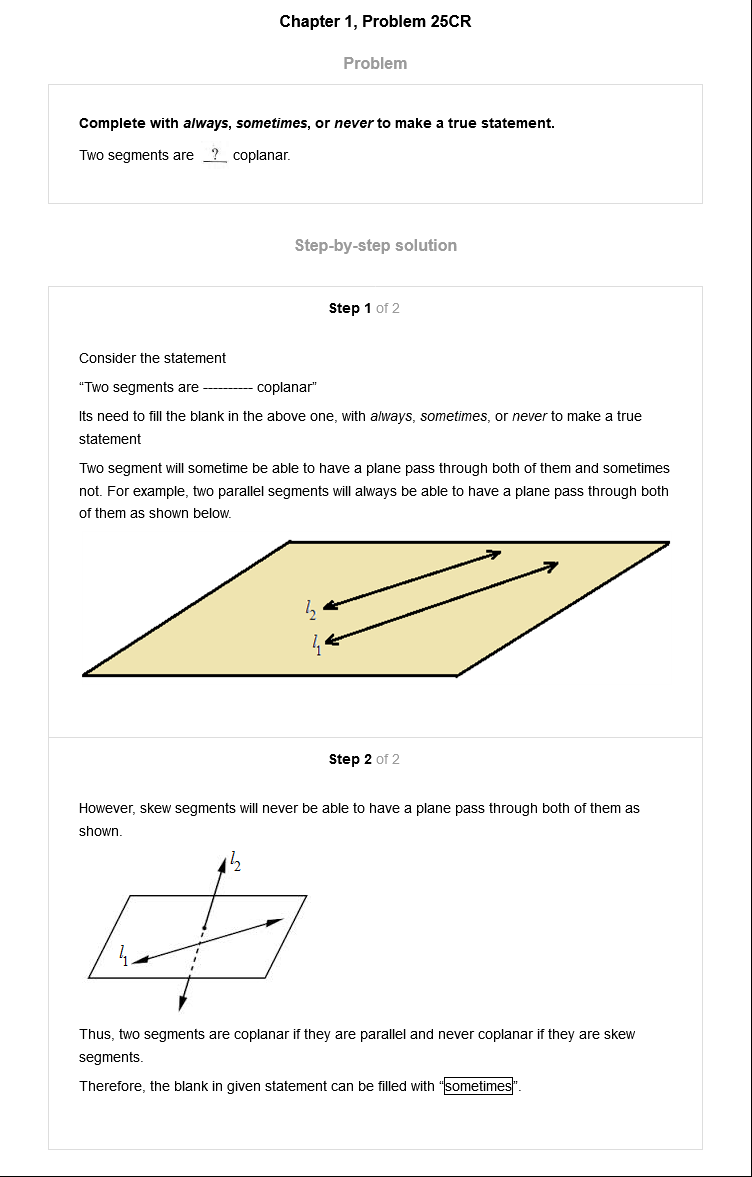 Chapter 1, Problem 25CR
Problem
Complete with always, sometimes, or never to make a true statement.
Two segments are ? coplanar.
Step-by-step solution
Step 1 of 2
Consider the statement
“Two segments are ---------- coplanar”
Its need to fill the blank in the above one, with always, sometimes, or never to make a true
statement
Two segment will sometime be able to have a plane pass through both of them and sometimes
not. For example, two parallel segments will always be able to have a plane pass through both
of them as shown below.
l2
l1
Step 2 of 2
However, skew segments will never be able to have a plane pass through both of them as
shown.
l2
l1
Thus, two segments are coplanar if they are parallel and never coplanar if they are skew
segments.
Therefore, the blank in given statement can be filled with “sometimes”.